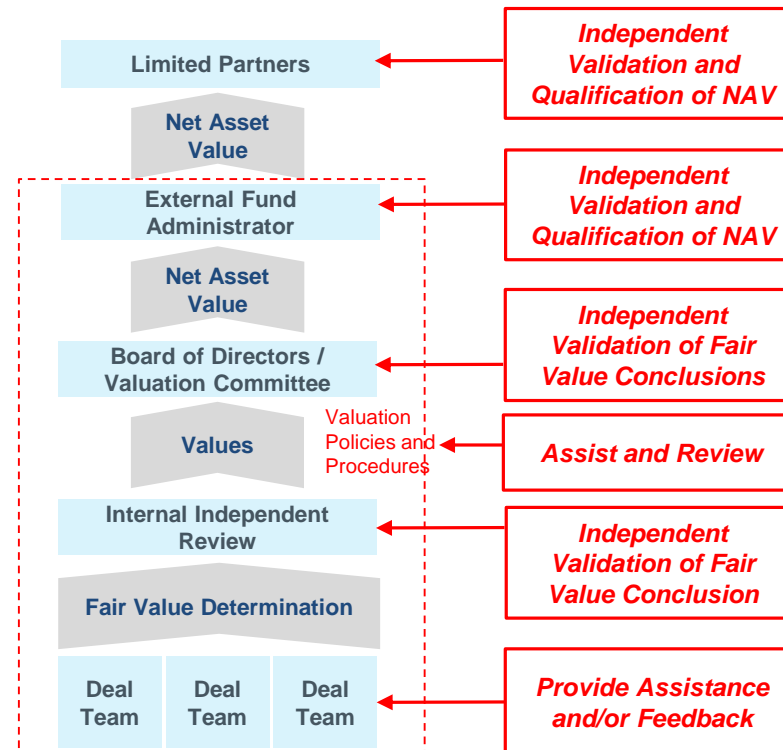 Limited Partners
Independent
Validation and
Qualification of NAV
Net Asset
Value
External Fund
Administrator
Independent
Validation and
Qualification of NAV
Net Asset
Value
Board of Directors /
Valuation Committee
Independent
Validation of Fair
Value Conclusions
Values
Valuation
Policies and
Procedures
Assist and Review
Internal Independent
Review
Independent
Validation of Fair
Value Conclusion
Fair Value Determination
Deal
Team
Deal
Team
Deal
Team
Provide Assistance
and/or Feedback